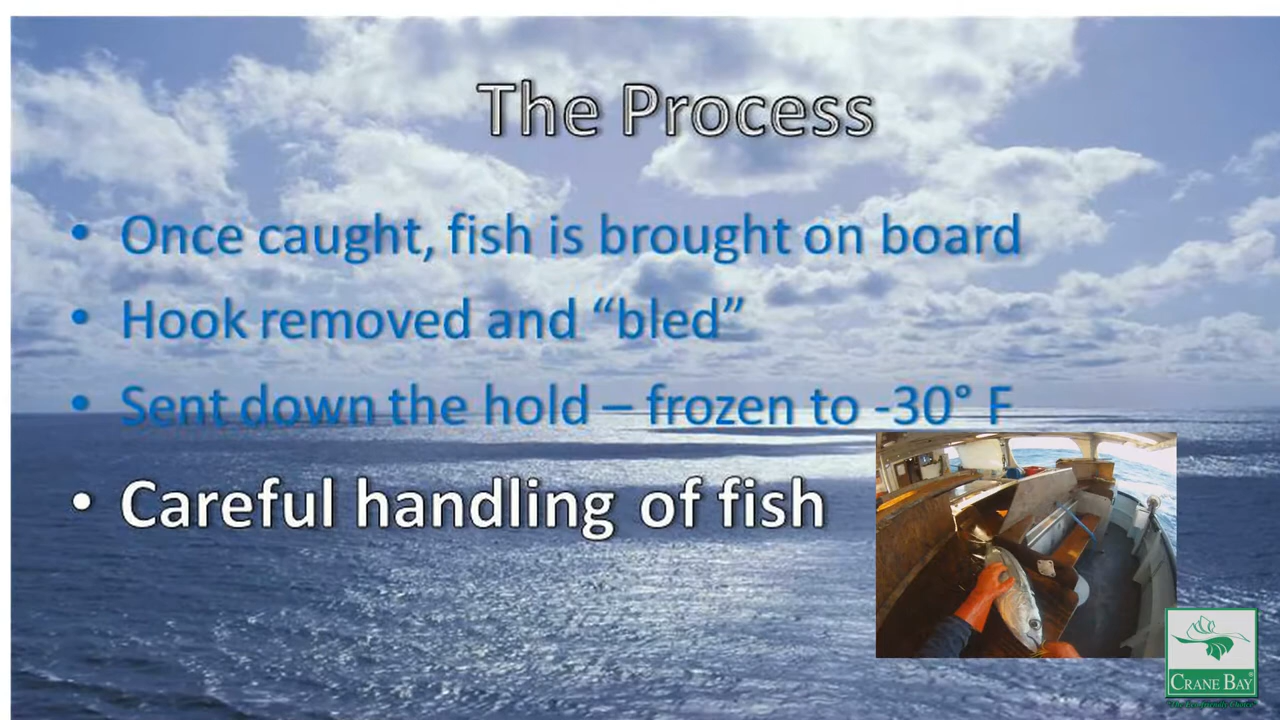 The Process
• Once caught, fish is brought on board
• Hook removed and “bled”
• Sent down the hold – frozen to -30° F
• Careful handling of fish
CRANE BAY®